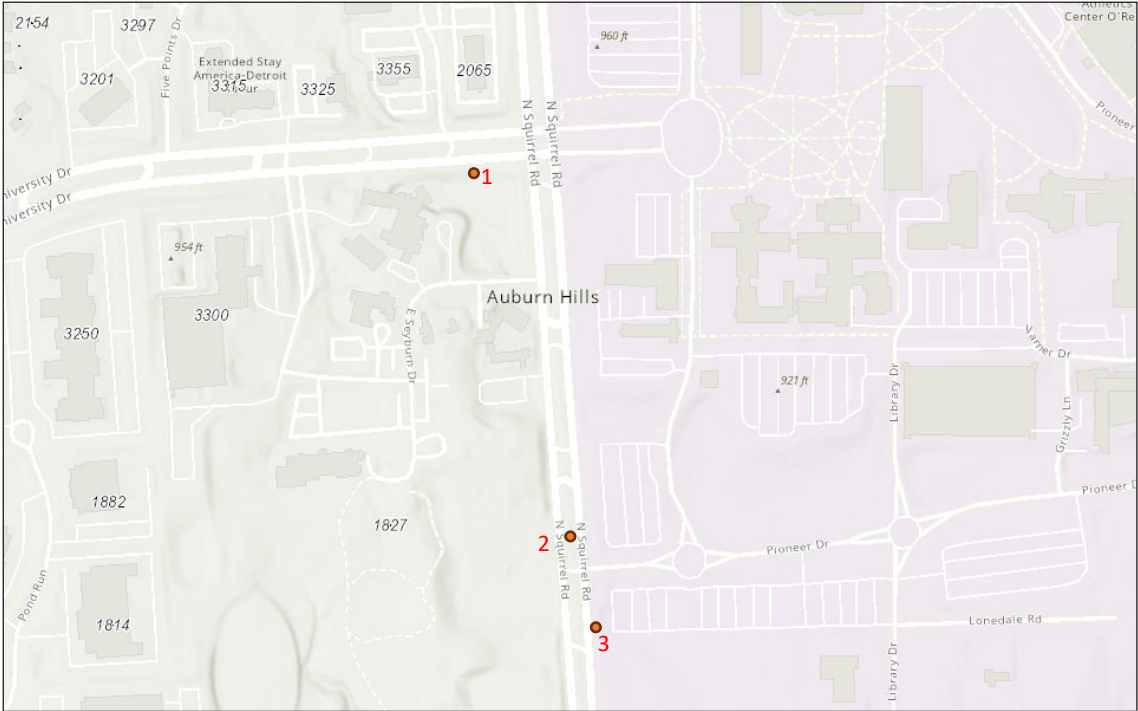 2154
3297
Five Points Dr
3201
Extended Stay
America-Detroit
3315
3325
3355
2065
N Squirrel Rd
N Squirrel Rd
960 ft
Athletics
Center O'Re
Pioneer
University Dr
niversity Dr
1
954 ft
3250
3300
E Seyburn Dr
Auburn Hills
921 ft
Library Dr
Varner Dr
Grizzly Ln
1882
1827
2
N Squirrel Rd
N Squirrel Rd
Pioneer Dr
Pioneer D
Pond Run
1814
3
Lonedale Rd
Library Dr